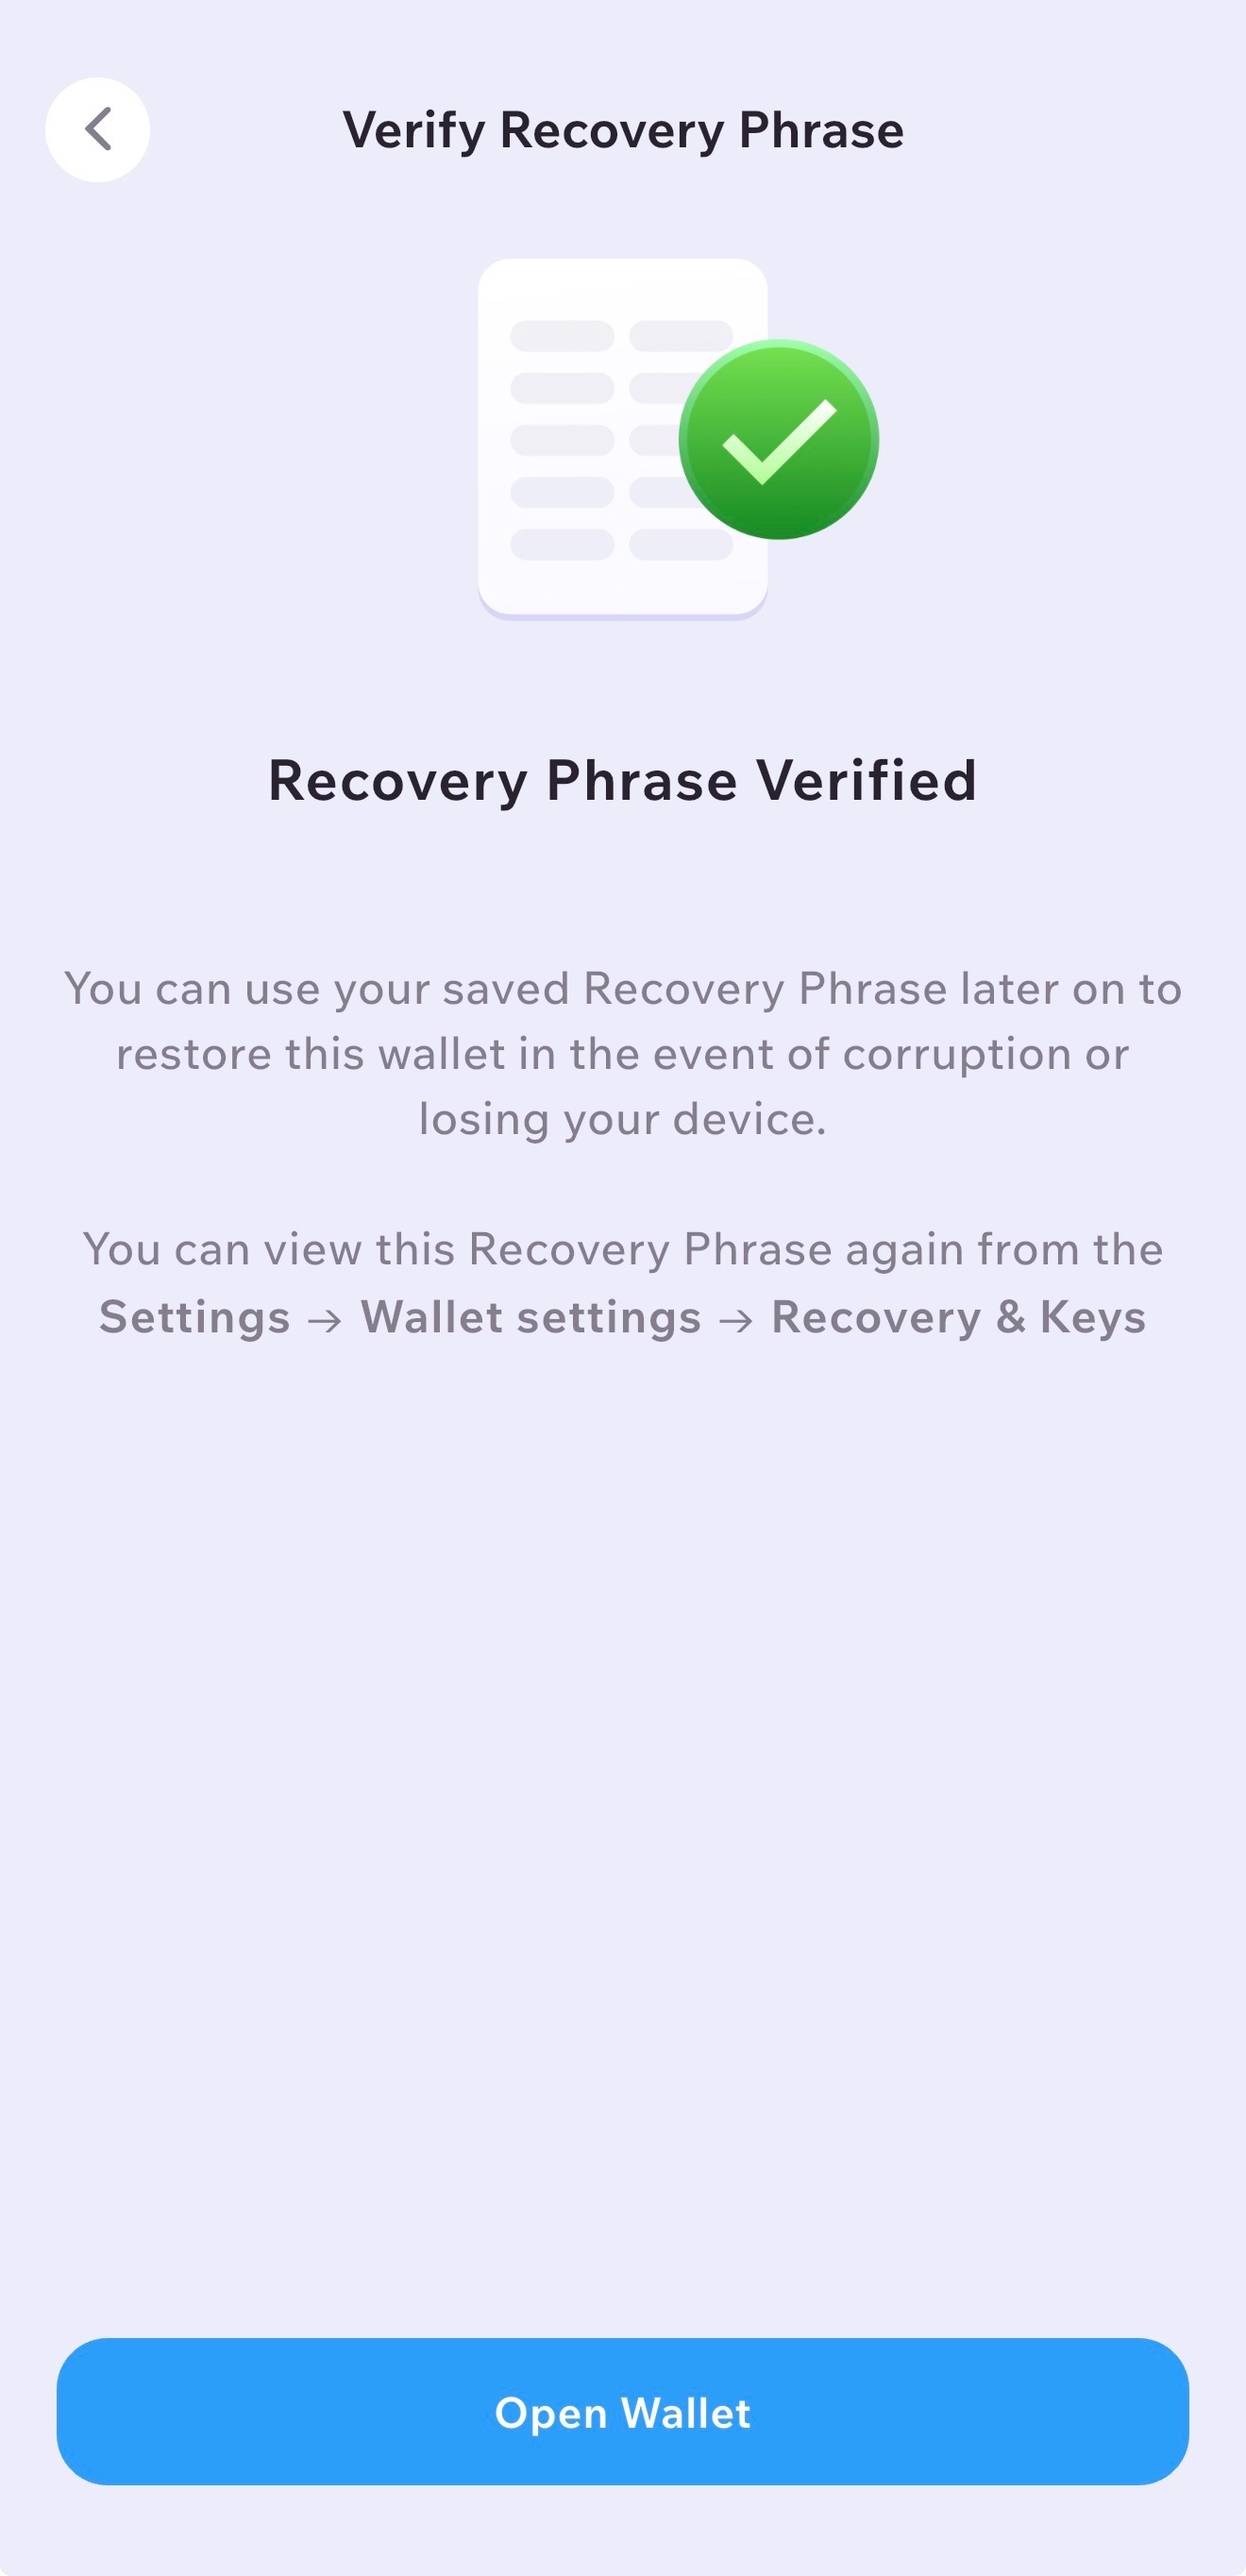 Verify Recovery Phrase
Recovery Phrase Verified
You can use your saved Recovery Phrase later on to
restore this wallet in the event of corruption or
losing your device.
You can view this Recovery Phrase again from the
Settings → Wallet settings → Recovery & Keys
Open Wallet